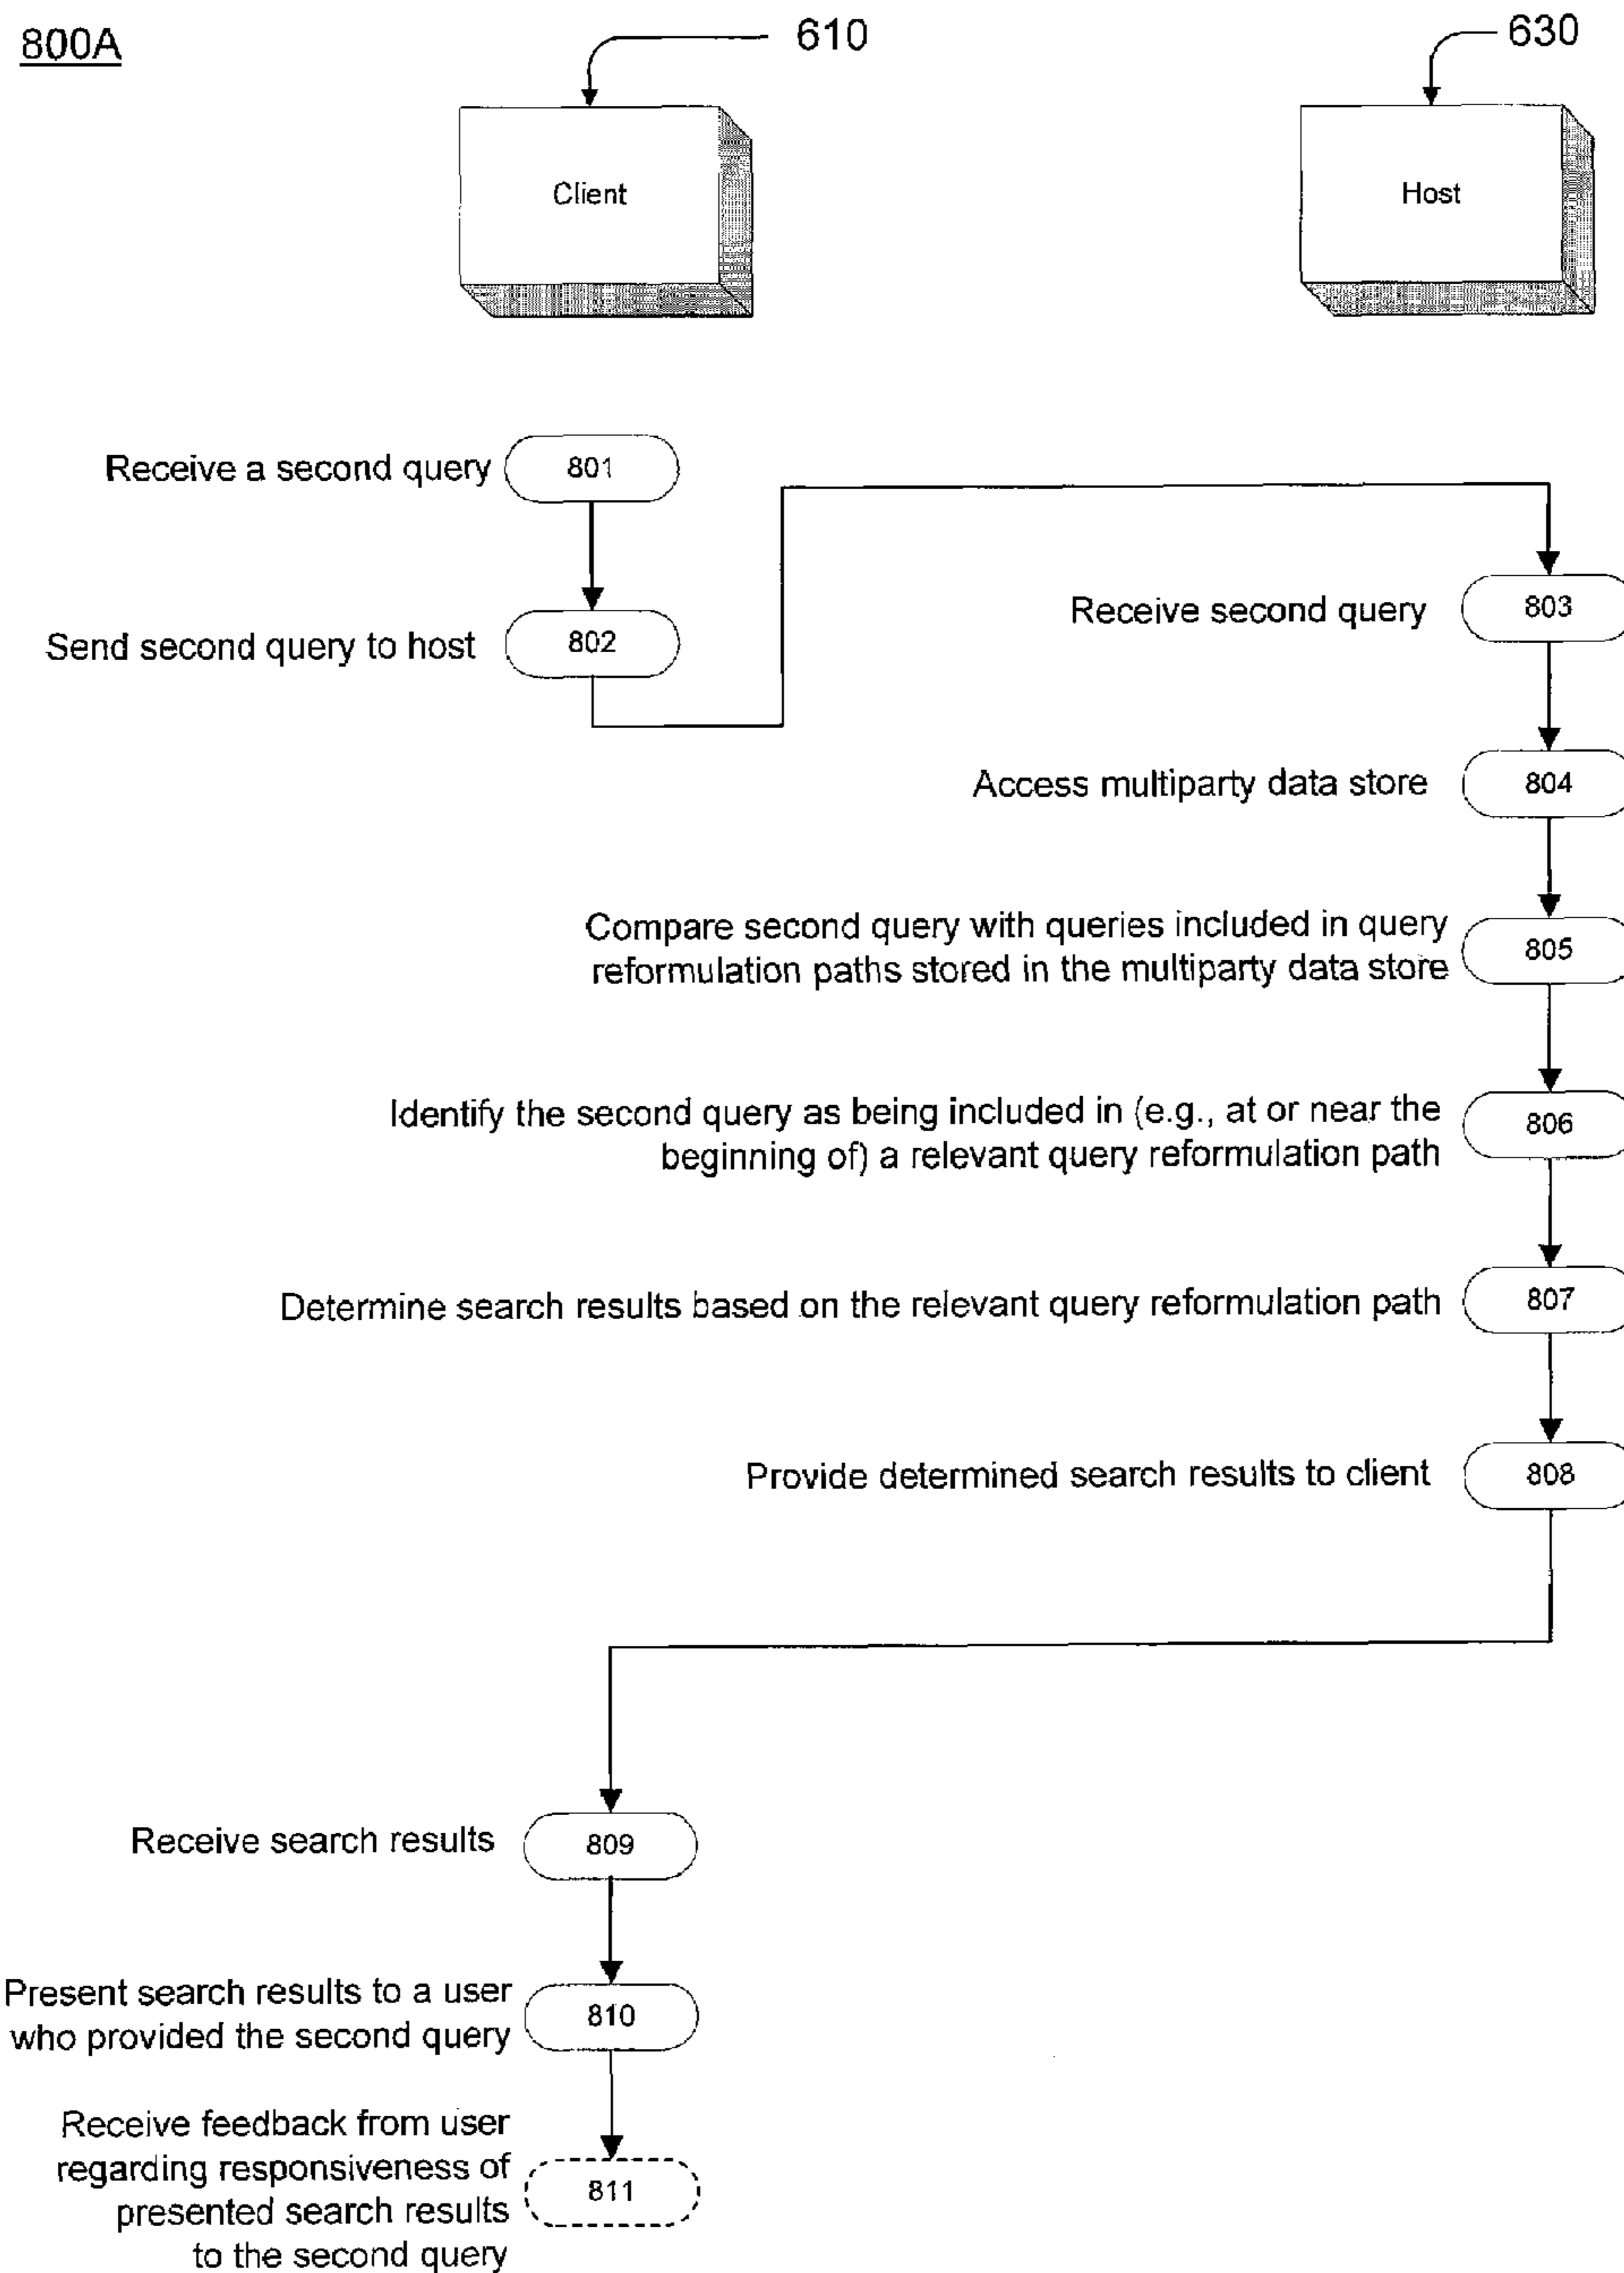 800A
610
630
Client
Host
Receive a second query
801
Send second query to host
802
Receive second query
803
Access multiparty data store
804
Compare second query with queries included in query
reformulation paths stored in the multiparty data store
805
Identify the second query as being included in (e.g., at or near the
beginning of) a relevant query reformulation path
806
Determine search results based on the relevant query reformulation path
807
Provide determined search results to client
808
Receive search results
809
Present search results to a user
who provided the second query
810
Receive feedback from user
regarding responsiveness of
presented search results
to the second query
811